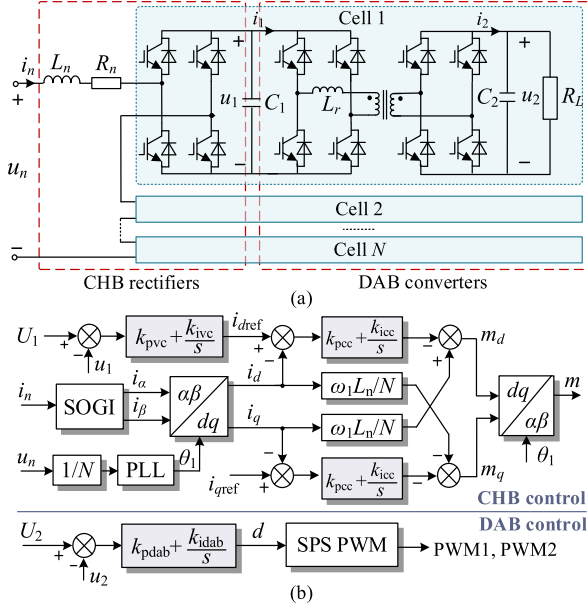 Cell 1
i_n L_n R_n i_1 i_2
+ + +
u_n u_1 C_1 L_r C_2 u_2 R_L
− − −
Cell 2
Cell N
CHB rectifiers DAB converters
(a)
U_1 + − u_1 k_pvc + k_ivc/s i_dref + − k_pcc + k_icc/s − + m_d
i_n SOGI i_α i_β αβ dq i_d ω_1L_n/N dq αβ m
u_n 1/N PLL θ_1 i_q ω_1L_n/N θ_1
i_qref + − k_pcc + k_icc/s − − m_q
CHB control
DAB control
U_2 + − u_2 k_pdab + k_idab/s d SPS PWM PWM1, PWM2
(b)